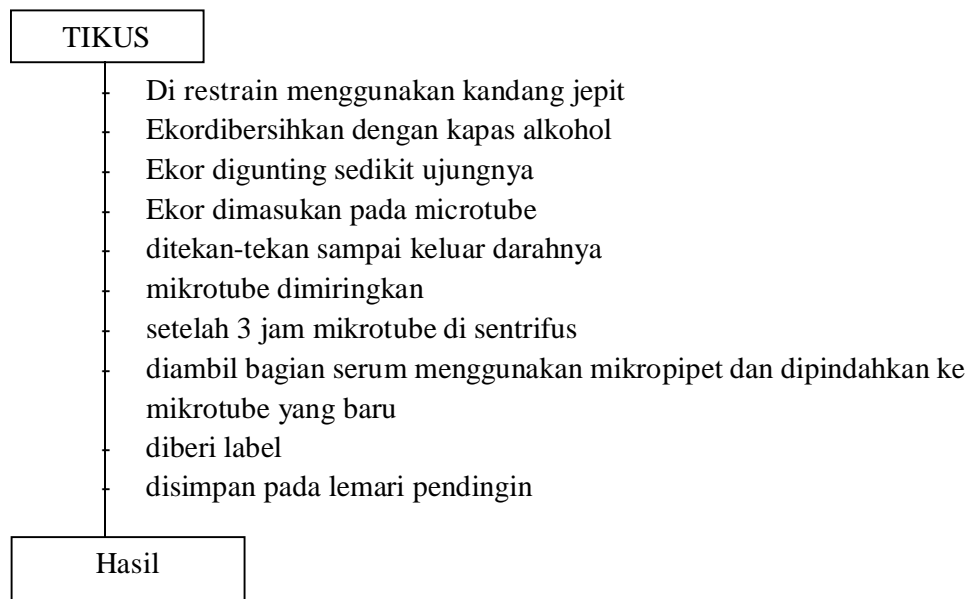 TIKUS
- Di restrain menggunakan kandang jepit
- Ekordibersihkan dengan kapas alkohol
- Ekor digunting sedikit ujungnya
- Ekor dimasukan pada microtube
- ditekan-tekan sampai keluar darahnya
- mikrotube dimiringkan
- setelah 3 jam mikrotube di sentrifus
- diambil bagian serum menggunakan mikropipet dan dipindahkan ke
mikrotube yang baru
- diberi label
- disimpan pada lemari pendingin
Hasil